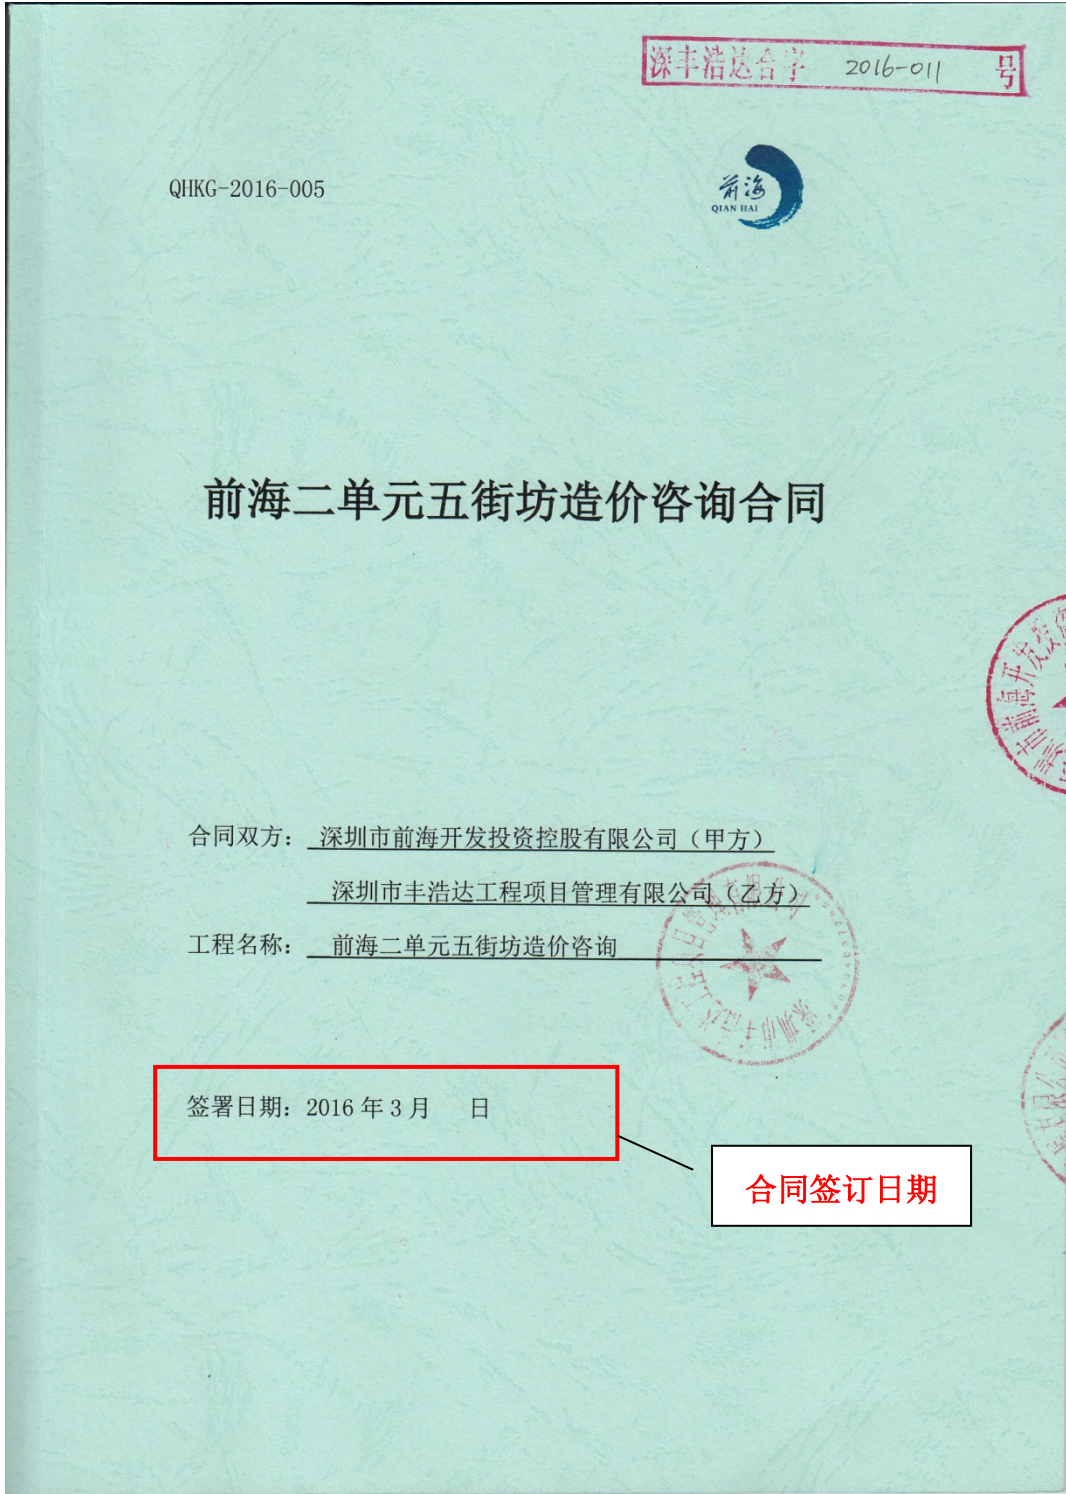 深丰浩达合字 2016-011 号
QHKG-2016-005
前海
QIAN HAI
前海二单元五街坊造价咨询合同
合同双方： 深圳市前海开发投资控股有限公司（甲方）
深圳市丰浩达工程项目管理有限公司（乙方）
工程名称： 前海二单元五街坊造价咨询
签署日期：2016 年 3 月 日
合同签订日期